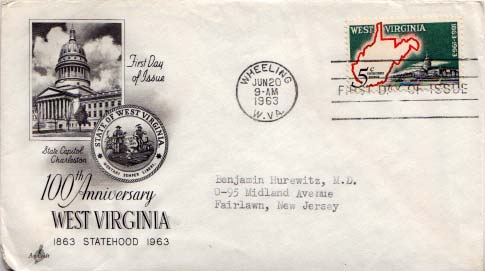 First Day
of Issue
State Capitol
Charleston
STATE OF WEST VIRGINIA
MONTANI SEMPER LIBERI
100th Anniversary
WEST VIRGINIA
1863 STATEHOOD 1963
ArtCraft
WHEELING
JUN 20
9-AM
1963
W.VA.
WEST VIRGINIA
1863-1963
5¢
FIRST DAY OF ISSUE
Benjamin Hurewitz, M.D.
0-95 Midland Avenue
Fairlawn, New Jersey